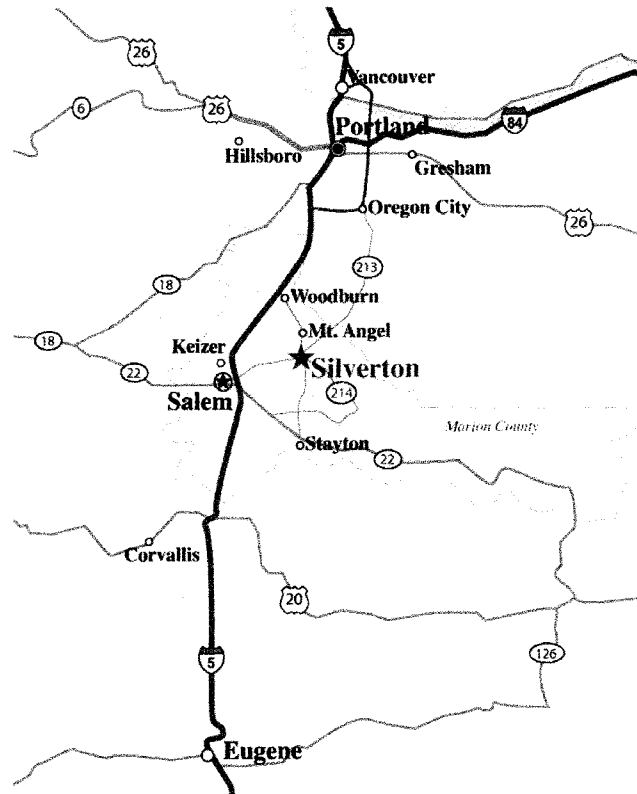 5
26
Vancouver
6
26
84
Portland
Hillsboro
Gresham
Oregon City
26
213
18
Woodburn
18
Mt. Angel
Keizer
Silverton
22
Salem
214
Marion County
Stayton
22
Corvallis
20
5
126
Eugene